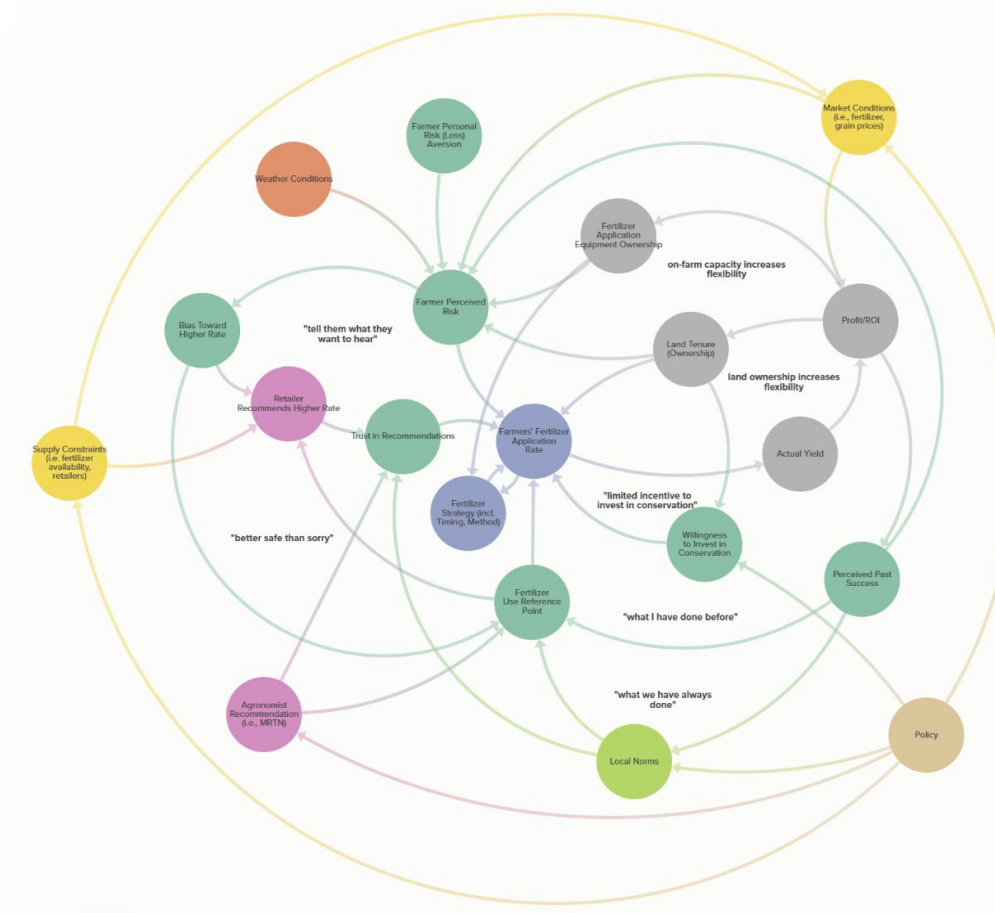 Market Conditions
(i.e., fertilizer,
grain prices)
Farmer Personal
Risk (Loss)
Aversion
Weather Conditions
Fertilizer
Application
Equipment Ownership
on-farm capacity increases
flexibility
Farmer Perceived
Risk
Bias Toward
Higher Rate
"tell them what they
want to hear"
Profit/ROI
Land Tenure
(Ownership)
land ownership increases
flexibility
Retailer
Recommends Higher Rate
Trust in Recommendations
Farmers' Fertilizer
Application
Rate
Actual Yield
Supply Constraints
(i.e. fertilizer
availability,
retailers)
Fertilizer
Strategy (incl.
Timing, Method)
"limited incentive to
invest in conservation"
"better safe than sorry"
Willingness
to Invest in
Conservation
Perceived Past
Success
Fertilizer
Use Reference
Point
"what I have done before"
"what we have always
done"
Agronomist
Recommendation
(i.e., MRTN)
Local Norms
Policy